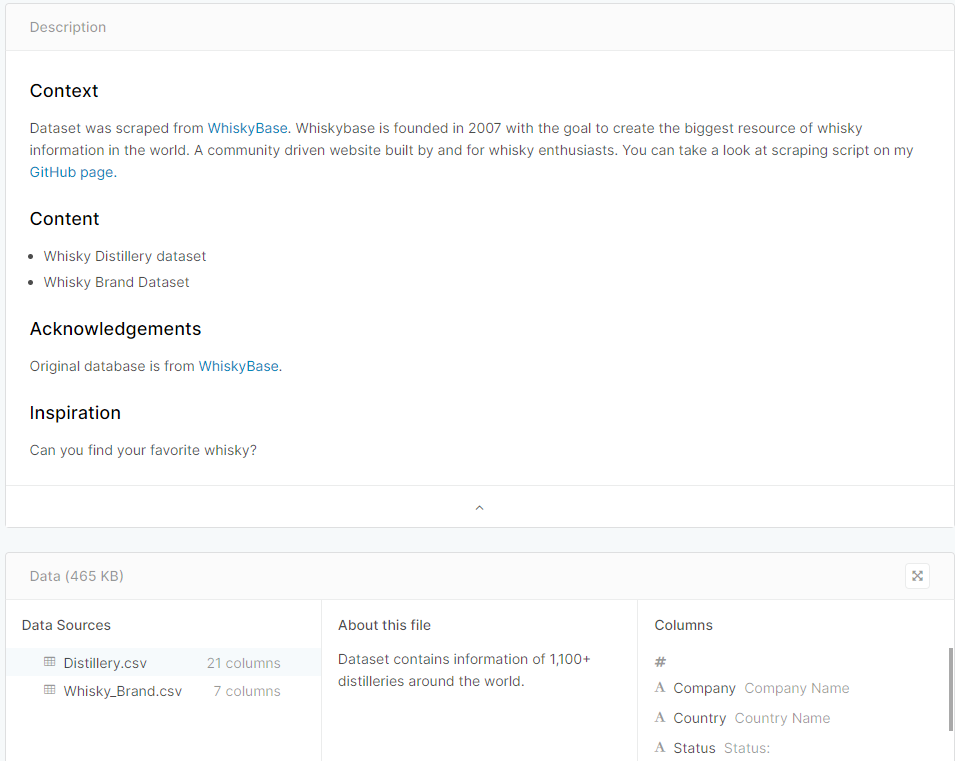 Description
Context
Dataset was scraped from WhiskyBase. Whiskybase is founded in 2007 with the goal to create the biggest resource of whisky
information in the world. A community driven website built by and for whisky enthusiasts. You can take a look at scraping script on my
GitHub page.
Content
• Whisky Distillery dataset
• Whisky Brand Dataset
Acknowledgements
Original database is from WhiskyBase.
Inspiration
Can you find your favorite whisky?
Data (465 KB)
Data Sources
Distillery.csv 21 columns
Whisky_Brand.csv 7 columns
About this file
Dataset contains information of 1,100+
distilleries around the world.
Columns
#
A Company Company Name
A Country Country Name
A Status Status: